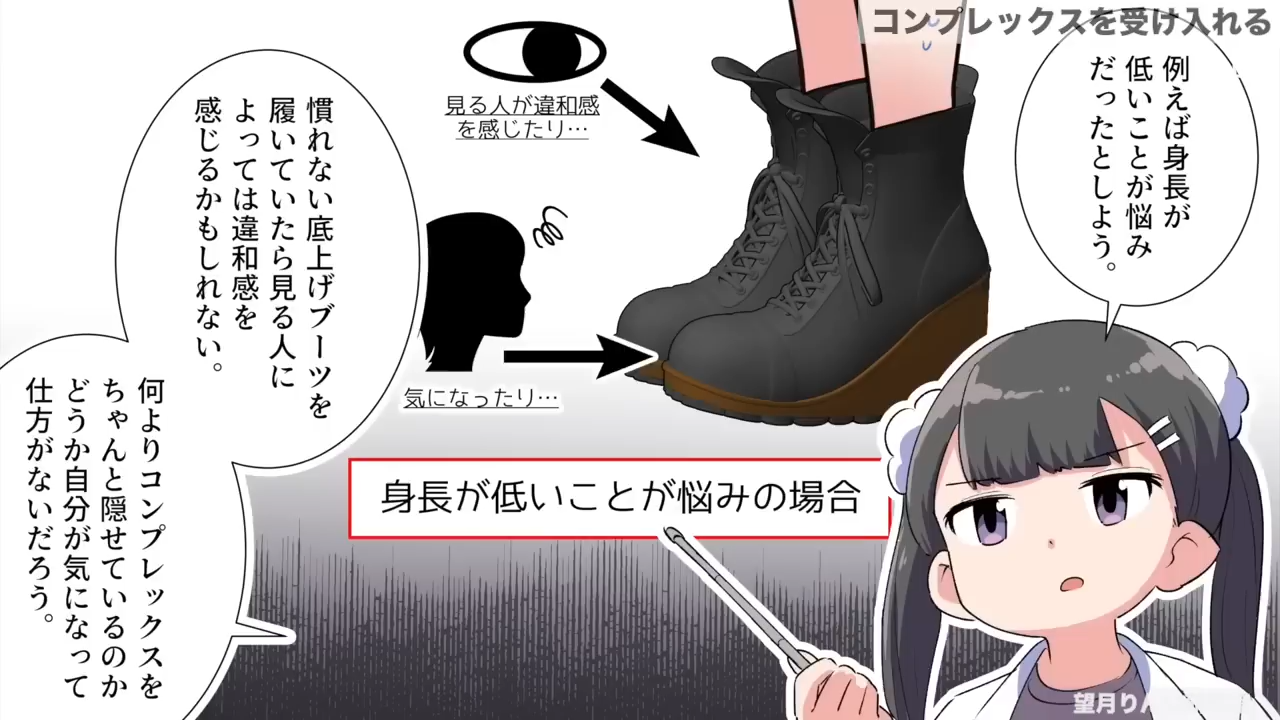 コンプレックスを受け入れる
例えば身長が
低いことが悩み
だったとしよう。
見る人が違和感
を感じたり…
慣れない底上げブーツを
履いていたら見る人に
よっては違和感を
感じるかもしれない。
気になったり…
何よりコンプレックスを
ちゃんと隠せているのか
どうか自分が気になって
仕方がないだろう。
身長が低いことが悩みの場合
望月り